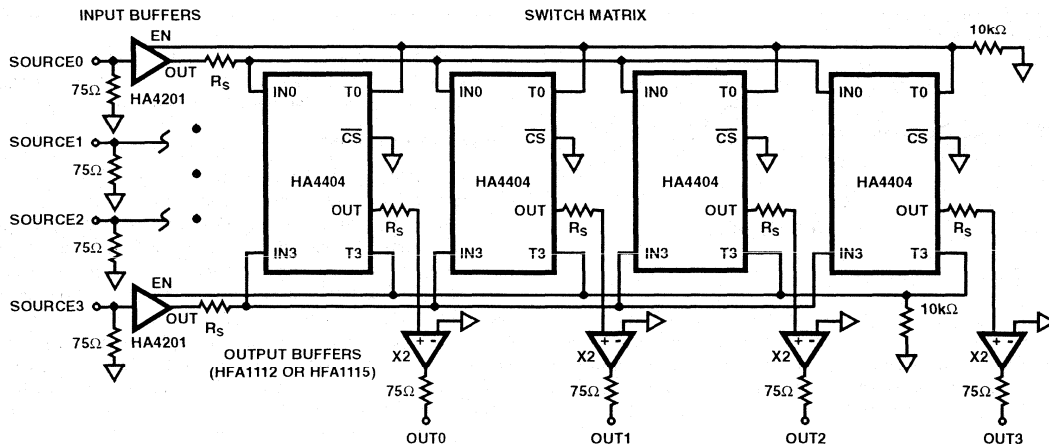 INPUT BUFFERS
SWITCH MATRIX
EN
10kΩ
SOURCE0
OUT
RS
75Ω
HA4201
IN0 T0
IN0 T0
IN0 T0
IN0 T0
CS
CS
CS
CS
SOURCE1
75Ω
HA4404
HA4404
HA4404
HA4404
SOURCE2
OUT
OUT
OUT
OUT
RS
RS
RS
RS
75Ω
IN3 T3
IN3 T3
IN3 T3
IN3 T3
EN
SOURCE3
OUT
RS
10kΩ
75Ω
HA4201
OUTPUT BUFFERS
(HFA1112 OR HFA1115)
X2 + -
X2 + -
X2 + -
X2 + -
75Ω
75Ω
75Ω
75Ω
OUT0
OUT1
OUT2
OUT3